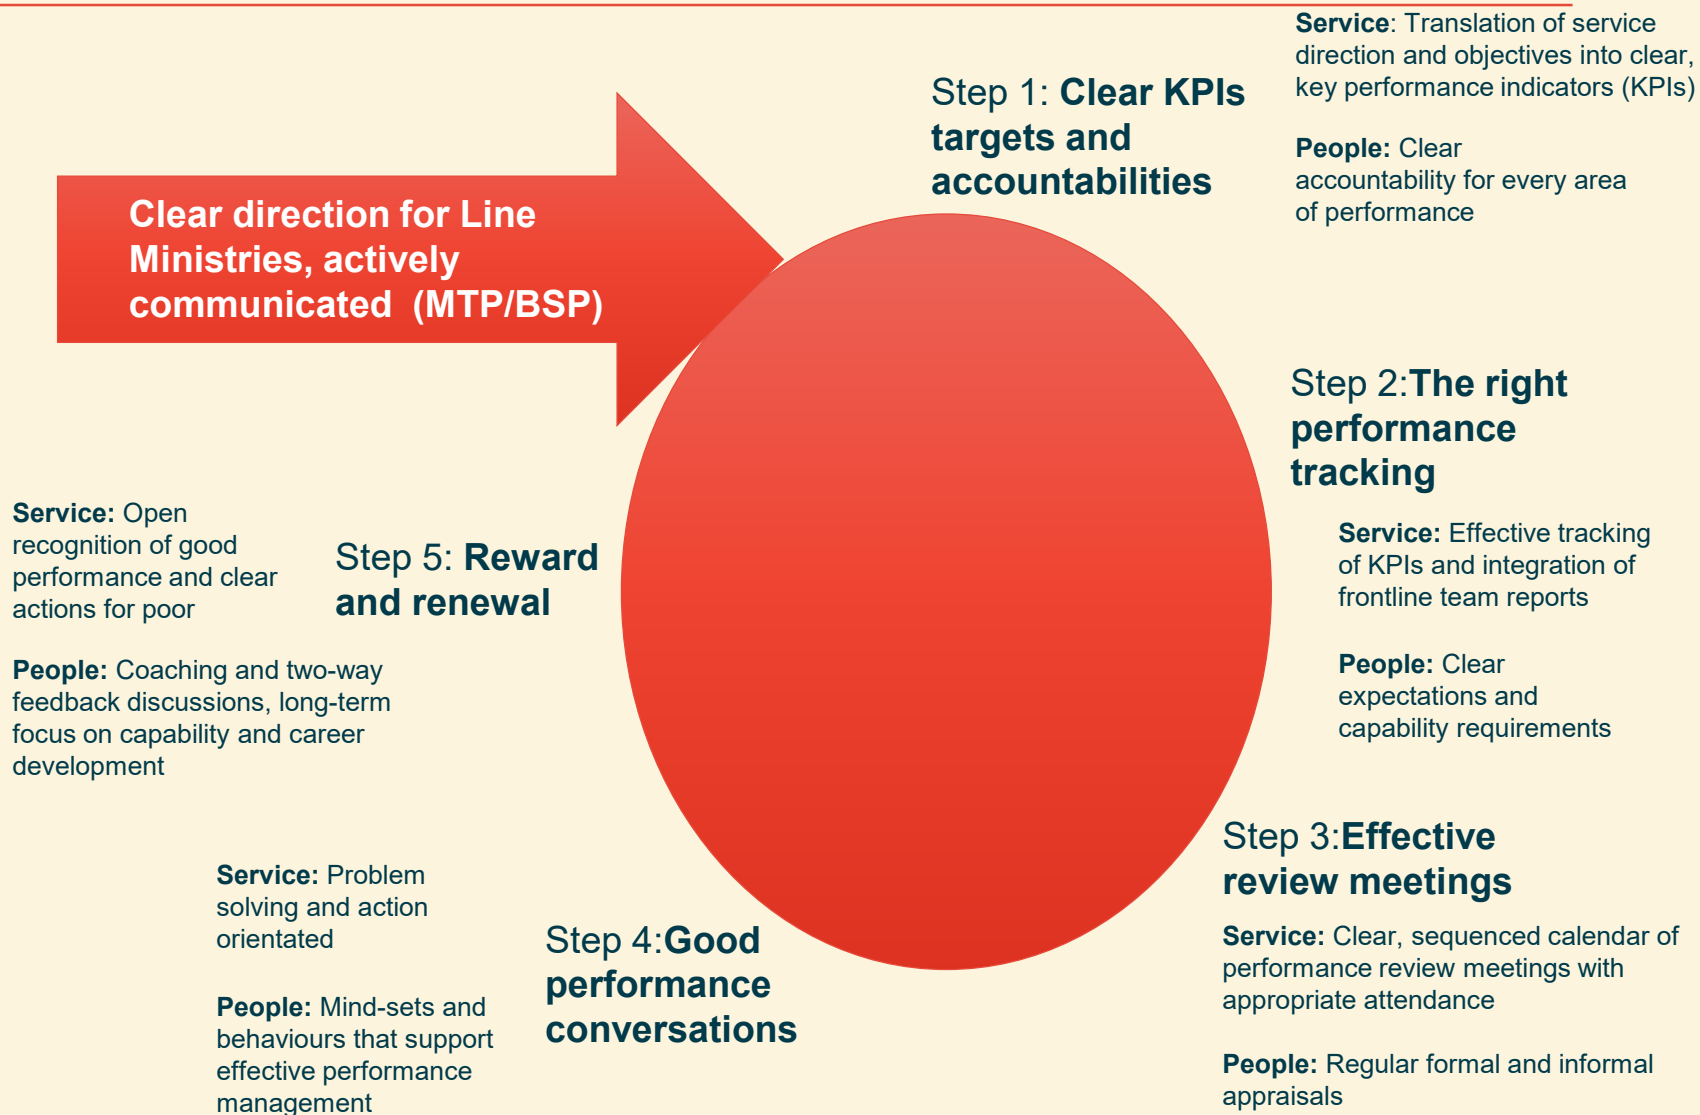 Clear direction for Line
Ministries, actively
communicated  (MTP/BSP)
Step 1: Clear KPIs
targets and
accountabilities
Service: Translation of service
direction and objectives into clear,
key performance indicators (KPIs)
People: Clear
accountability for every area
of performance
Step 2:The right
performance
tracking
Service: Effective tracking
of KPIs and integration of
frontline team reports
People: Clear
expectations and
capability requirements
Step 3:Effective
review meetings
Service: Clear, sequenced calendar of
performance review meetings with
appropriate attendance
People: Regular formal and informal
appraisals
Step 4:Good
performance
conversations
Service: Problem
solving and action
orientated
People: Mind-sets and
behaviours that support
effective performance
management
Step 5: Reward
and renewal
Service: Open
recognition of good
performance and clear
actions for poor
People: Coaching and two-way
feedback discussions, long-term
focus on capability and career
development